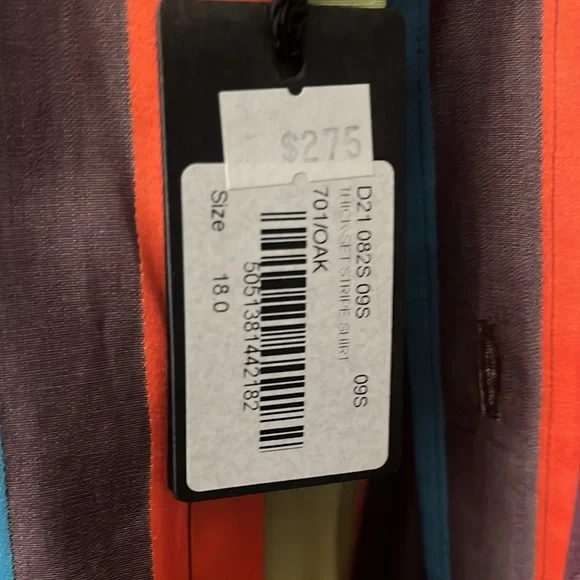 $275
D21 082S 09S
THICK-SET STRIPE SHIRT 09S
701/OAK
5051381442182
Size 18.0